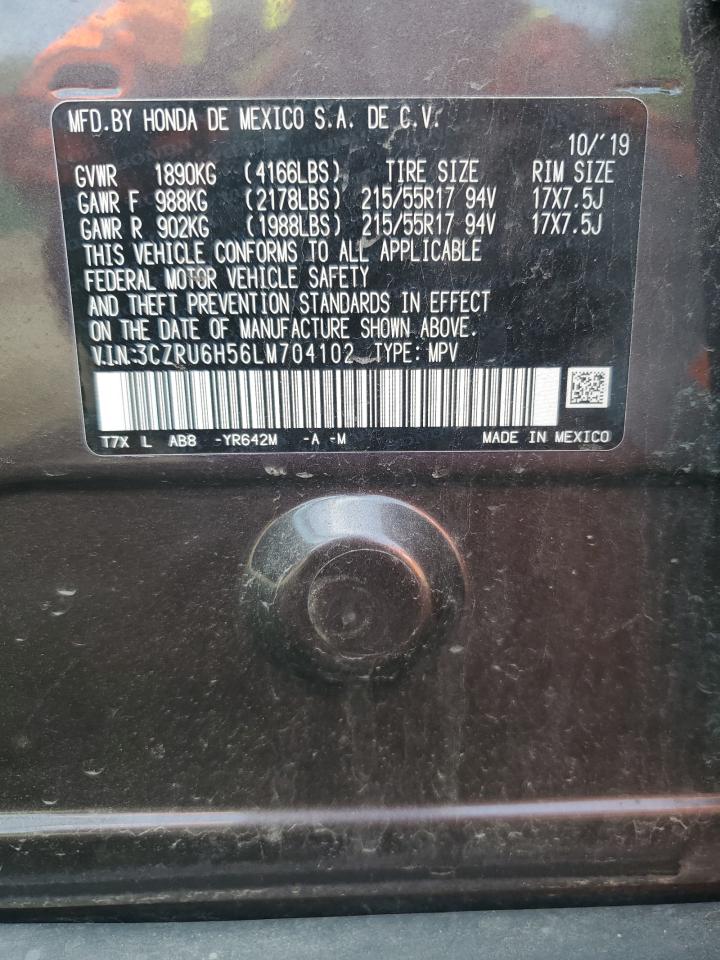 MFD.BY HONDA DE MEXICO S.A. DE C.V.
10/'19
GVWR 1890KG (4166LBS) TIRE SIZE RIM SIZE
GAWR F 988KG (2178LBS) 215/55R17 94V 17X7.5J
GAWR R 902KG (1988LBS) 215/55R17 94V 17X7.5J
THIS VEHICLE CONFORMS TO ALL APPLICABLE
FEDERAL MOTOR VEHICLE SAFETY
AND THEFT PREVENTION STANDARDS IN EFFECT
ON THE DATE OF MANUFACTURE SHOWN ABOVE.
V.I.N:3CZRU6H56LM704102 TYPE: MPV
T7X L AB8 -YR642M -A -M MADE IN MEXICO